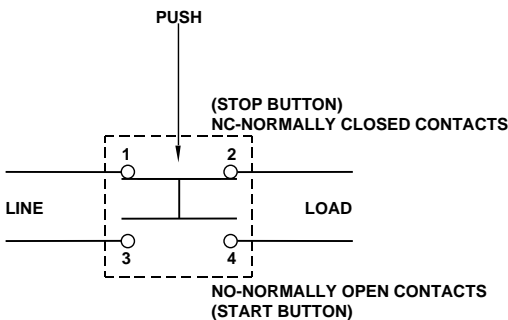 PUSH
(STOP BUTTON)
NC-NORMALLY CLOSED CONTACTS
1 2
LINE LOAD
3 4
NO-NORMALLY OPEN CONTACTS
(START BUTTON)